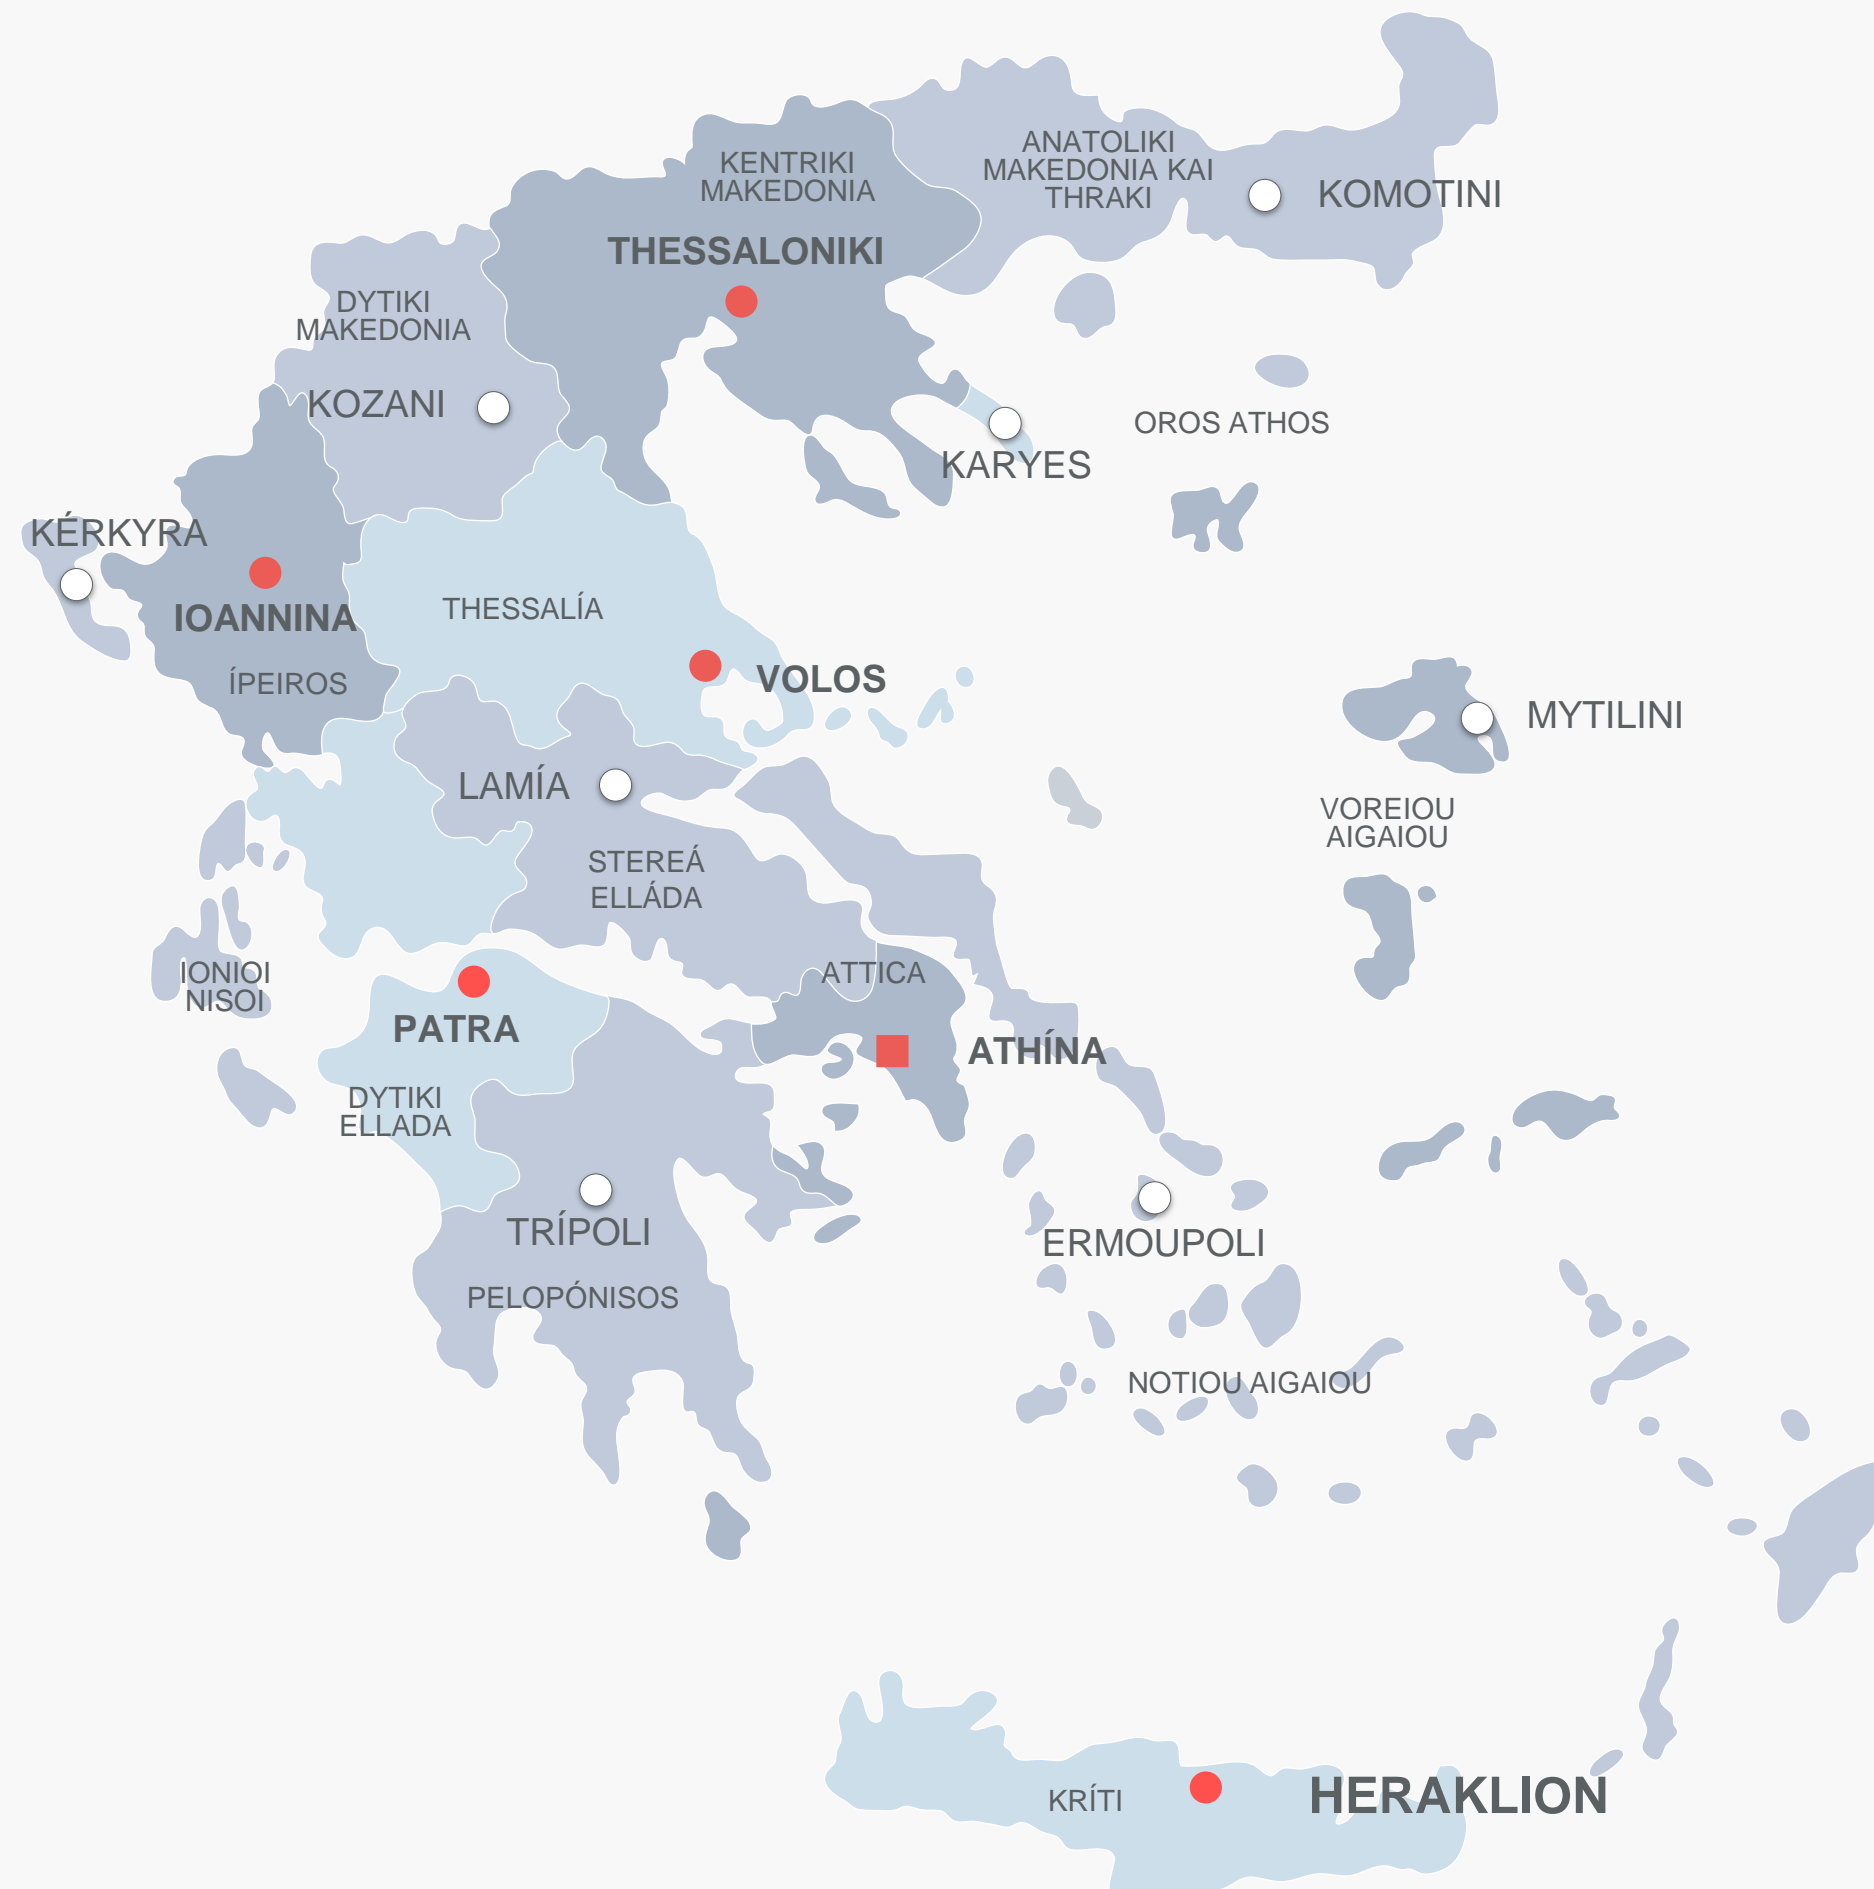 ANATOLIKI
MAKEDONIA KAI
THRAKI
KENTRIKI
MAKEDONIA
KOMOTINI
THESSALONIKI
DYTIKI
MAKEDONIA
KOZANI
OROS ATHOS
KARYES
KÉRKYRA
IOANNINA
THESSALÍA
ÍPEIROS
VOLOS
MYTILINI
LAMÍA
VOREIOU
AIGAIOU
STEREÁ
ELLÁDA
IONIOI
NISOI
ATTICA
PATRA
ATHÍNA
DYTIKI
ELLADA
TRÍPOLI
ERMOUPOLI
PELOPÓNISOS
NOTIOU AIGAIOU
KRÍTI
HERAKLION